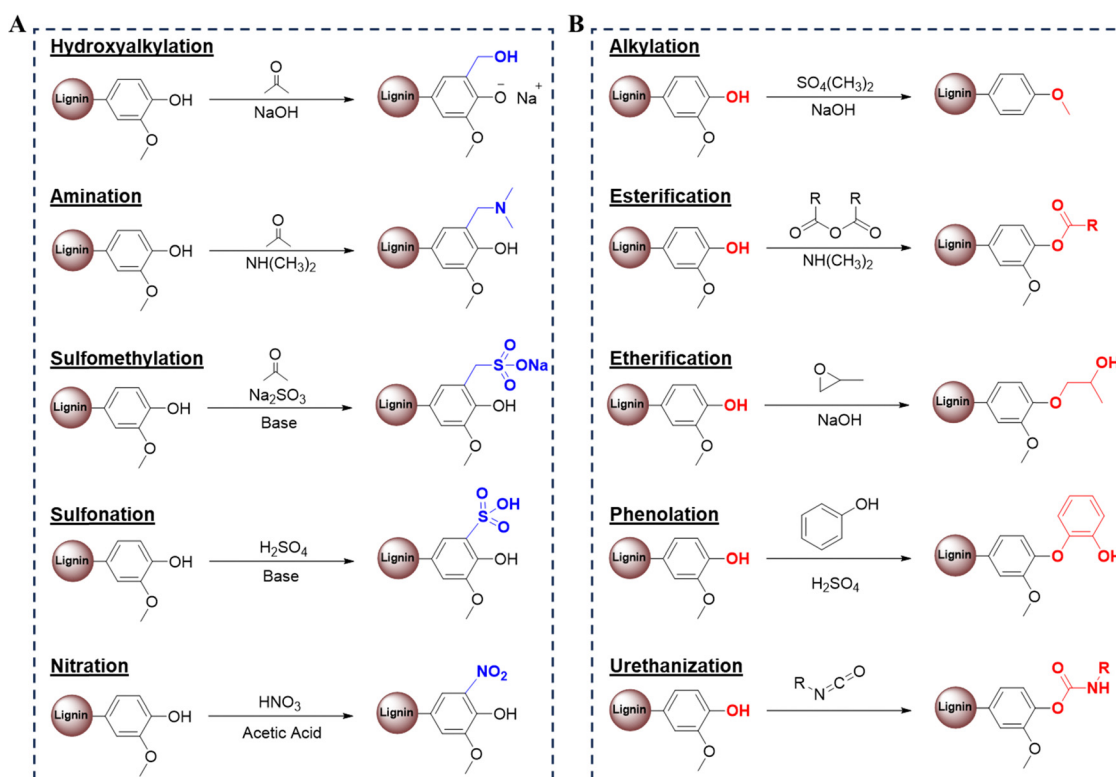 A
Hydroxyalkylation
Lignin
OH
O
O
NaOH
Lignin
OH
O⁻ Na⁺
O
Amination
Lignin
OH
O
O
NH(CH₃)₂
Lignin
N
OH
O
Sulfomethylation
Lignin
OH
O
O
Na₂SO₃
Base
Lignin
O
S ONa
O
OH
O
Sulfonation
Lignin
OH
O
H₂SO₄
Base
Lignin
O OH
S
O
OH
O
Nitration
Lignin
OH
O
HNO₃
Acetic Acid
Lignin
NO₂
OH
O
B
Alkylation
Lignin
OH
O
SO₄(CH₃)₂
NaOH
Lignin
O
Esterification
Lignin
OH
O
R R
O O O
NH(CH₃)₂
Lignin
O
R
O
O
Etherification
Lignin
OH
O
O
NaOH
Lignin
OH
O
O
Phenolation
Lignin
OH
O
OH
H₂SO₄
Lignin
O
OH
O
Urethanization
Lignin
OH
O
R N C O
Lignin
O R
NH
O
O